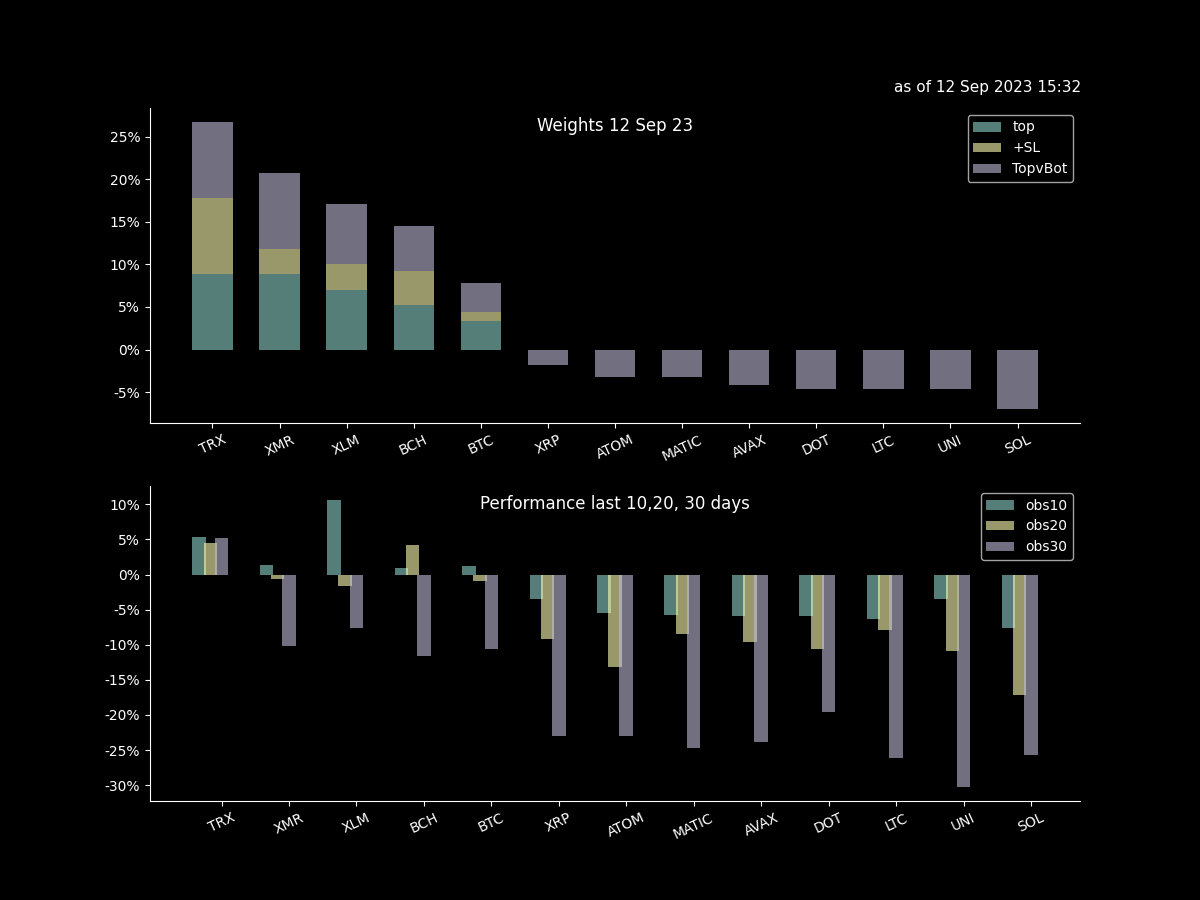 as of 12 Sep 2023 15:32
Weights 12 Sep 23
top
+SL
TopvBot
25%
20%
15%
10%
5%
0%
-5%
TRX XMR XLM BCH BTC XRP ATOM MATIC AVAX DOT LTC UNI SOL
Performance last 10,20, 30 days
obs10
obs20
obs30
10%
5%
0%
-5%
-10%
-15%
-20%
-25%
-30%
TRX XMR XLM BCH BTC XRP ATOM MATIC AVAX DOT LTC UNI SOL